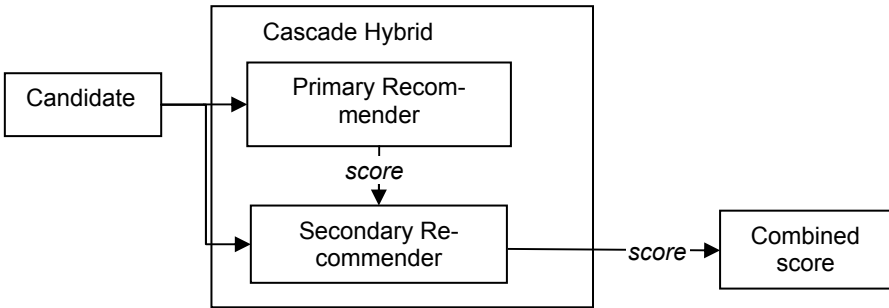 Cascade Hybrid
Candidate
Primary Recom-
mender
score
Secondary Re-
commender
score
Combined
score